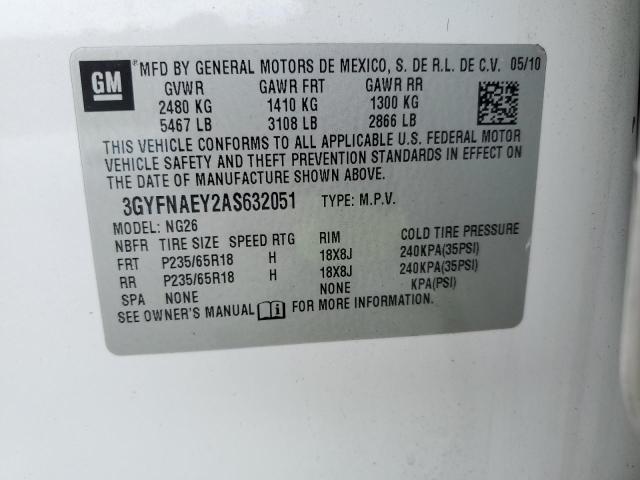 GM
MFD BY GENERAL MOTORS DE MEXICO, S. DE R.L. DE C.V. 05/10
GVWR GAWR FRT GAWR RR
2480 KG 1410 KG 1300 KG
5467 LB 3108 LB 2866 LB
THIS VEHICLE CONFORMS TO ALL APPLICABLE U.S. FEDERAL MOTOR
VEHICLE SAFETY AND THEFT PREVENTION STANDARDS IN EFFECT ON
THE DATE OF MANUFACTURE SHOWN ABOVE.
3GYFNAEY2AS632051 TYPE: M.P.V.
MODEL: NG26
NBFR TIRE SIZE SPEED RTG RIM COLD TIRE PRESSURE
FRT P235/65R18 H 18X8J 240KPA(35PSI)
RR P235/65R18 H 18X8J 240KPA(35PSI)
SPA NONE NONE KPA(PSI)
SEE OWNER'S MANUAL i FOR MORE INFORMATION.